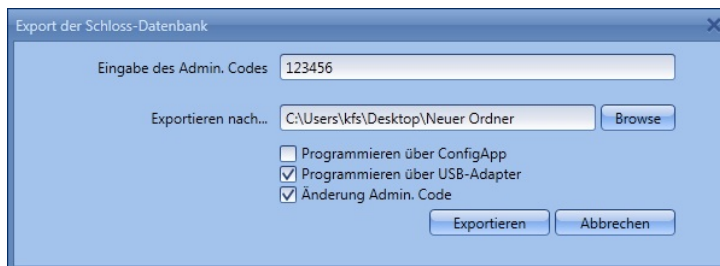 Export der Schloss-Datenbank
Eingabe des Admin. Codes 123456
Exportieren nach... C:\Users\kfs\Desktop\Neuer Ordner Browse
Programmieren über ConfigApp
Programmieren über USB-Adapter
Änderung Admin. Code
Exportieren Abbrechen